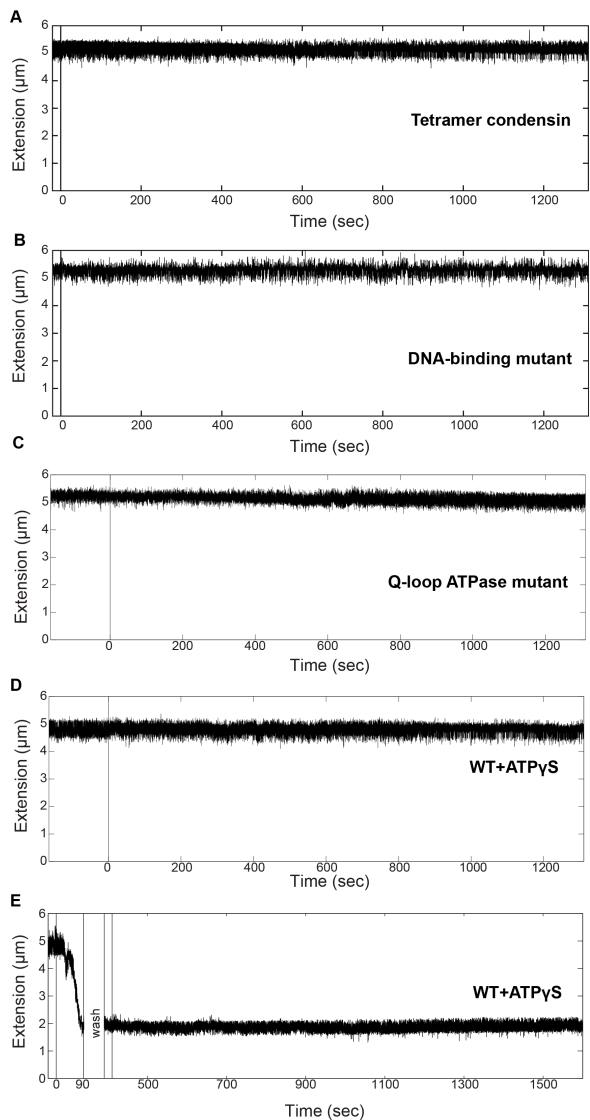 A
6
5
4
3
2
1
0
Extension (μm)
Tetramer condensin
0 200 400 600 800 1000 1200
Time (sec)
B
6
5
4
3
2
1
0
Extension (μm)
DNA-binding mutant
0 200 400 600 800 1000 1200
Time (sec)
C
6
5
4
3
2
1
0
Extension (μm)
Q-loop ATPase mutant
0 200 400 600 800 1000 1200
Time (sec)
D
6
5
4
3
2
1
0
Extension (μm)
WT+ATPγS
0 200 400 600 800 1000 1200
Time (sec)
E
6
5
4
3
2
1
0
Extension (μm)
wash
WT+ATPγS
0 90 500 700 900 1100 1300 1500
Time (sec)